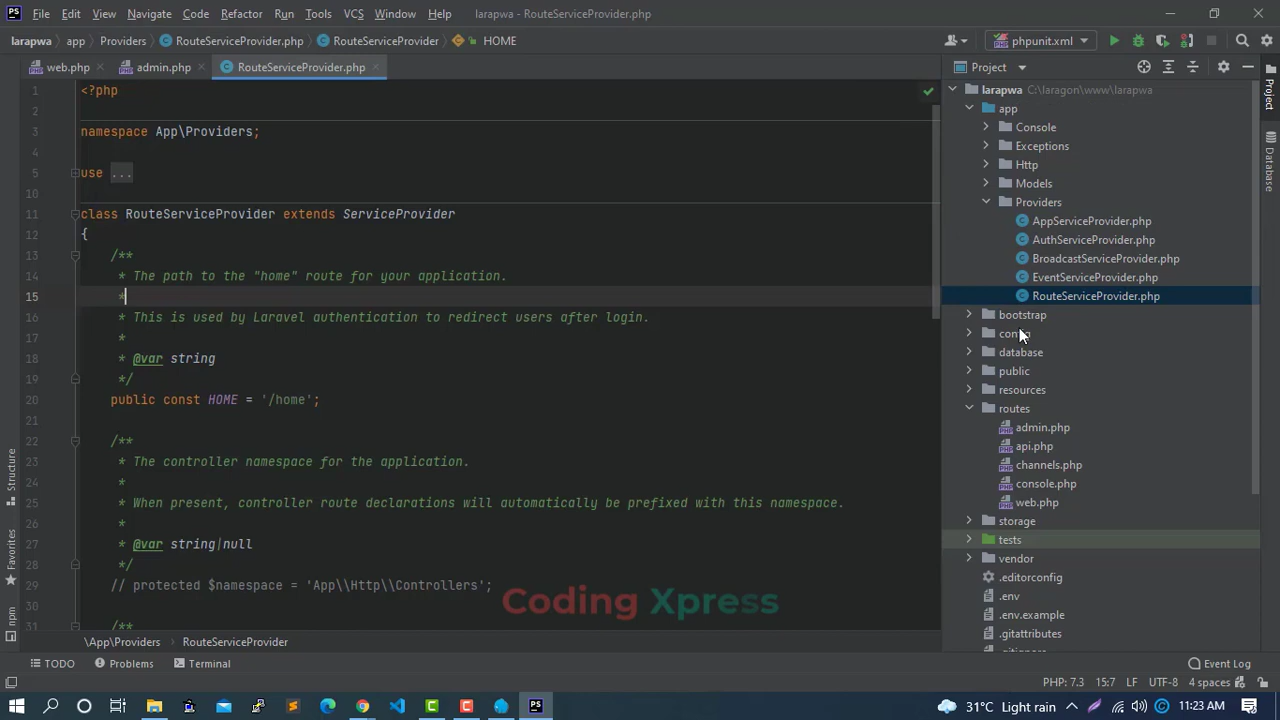 PS File Edit View Navigate Code Refactor Run Tools VCS Window Help larapwa - RouteServiceProvider.php
larapwa app Providers RouteServiceProvider.php RouteServiceProvider HOME phpunit.xml
web.php admin.php RouteServiceProvider.php
1 <?php
2
3 namespace App\Providers;
4
5 use ...
10
11 class RouteServiceProvider extends ServiceProvider
12 {
13 /**
14 * The path to the "home" route for your application.
15 *
16 * This is used by Laravel authentication to redirect users after login.
17 *
18 * @var string
19 */
20 public const HOME = '/home';
21
22 /**
23 * The controller namespace for the application.
24 *
25 * When present, controller route declarations will automatically be prefixed with this namespace.
26 *
27 * @var string|null
28 */
29 // protected $namespace = 'App\\Http\\Controllers';
30
31 /**
Coding Xpress
\App\Providers RouteServiceProvider
Project
larapwa C:\laragon\www\larapwa
app
Console
Exceptions
Http
Models
Providers
AppServiceProvider.php
AuthServiceProvider.php
BroadcastServiceProvider.php
EventServiceProvider.php
RouteServiceProvider.php
bootstrap
config
database
public
resources
routes
admin.php
api.php
channels.php
console.php
web.php
storage
tests
vendor
.editorconfig
.env
.env.example
.gitattributes
Project
Database
Structure
Favorites
npm
TODO Problems Terminal Event Log
PHP: 7.3 15:7 LF UTF-8 4 spaces
31°C Light rain 11:23 AM